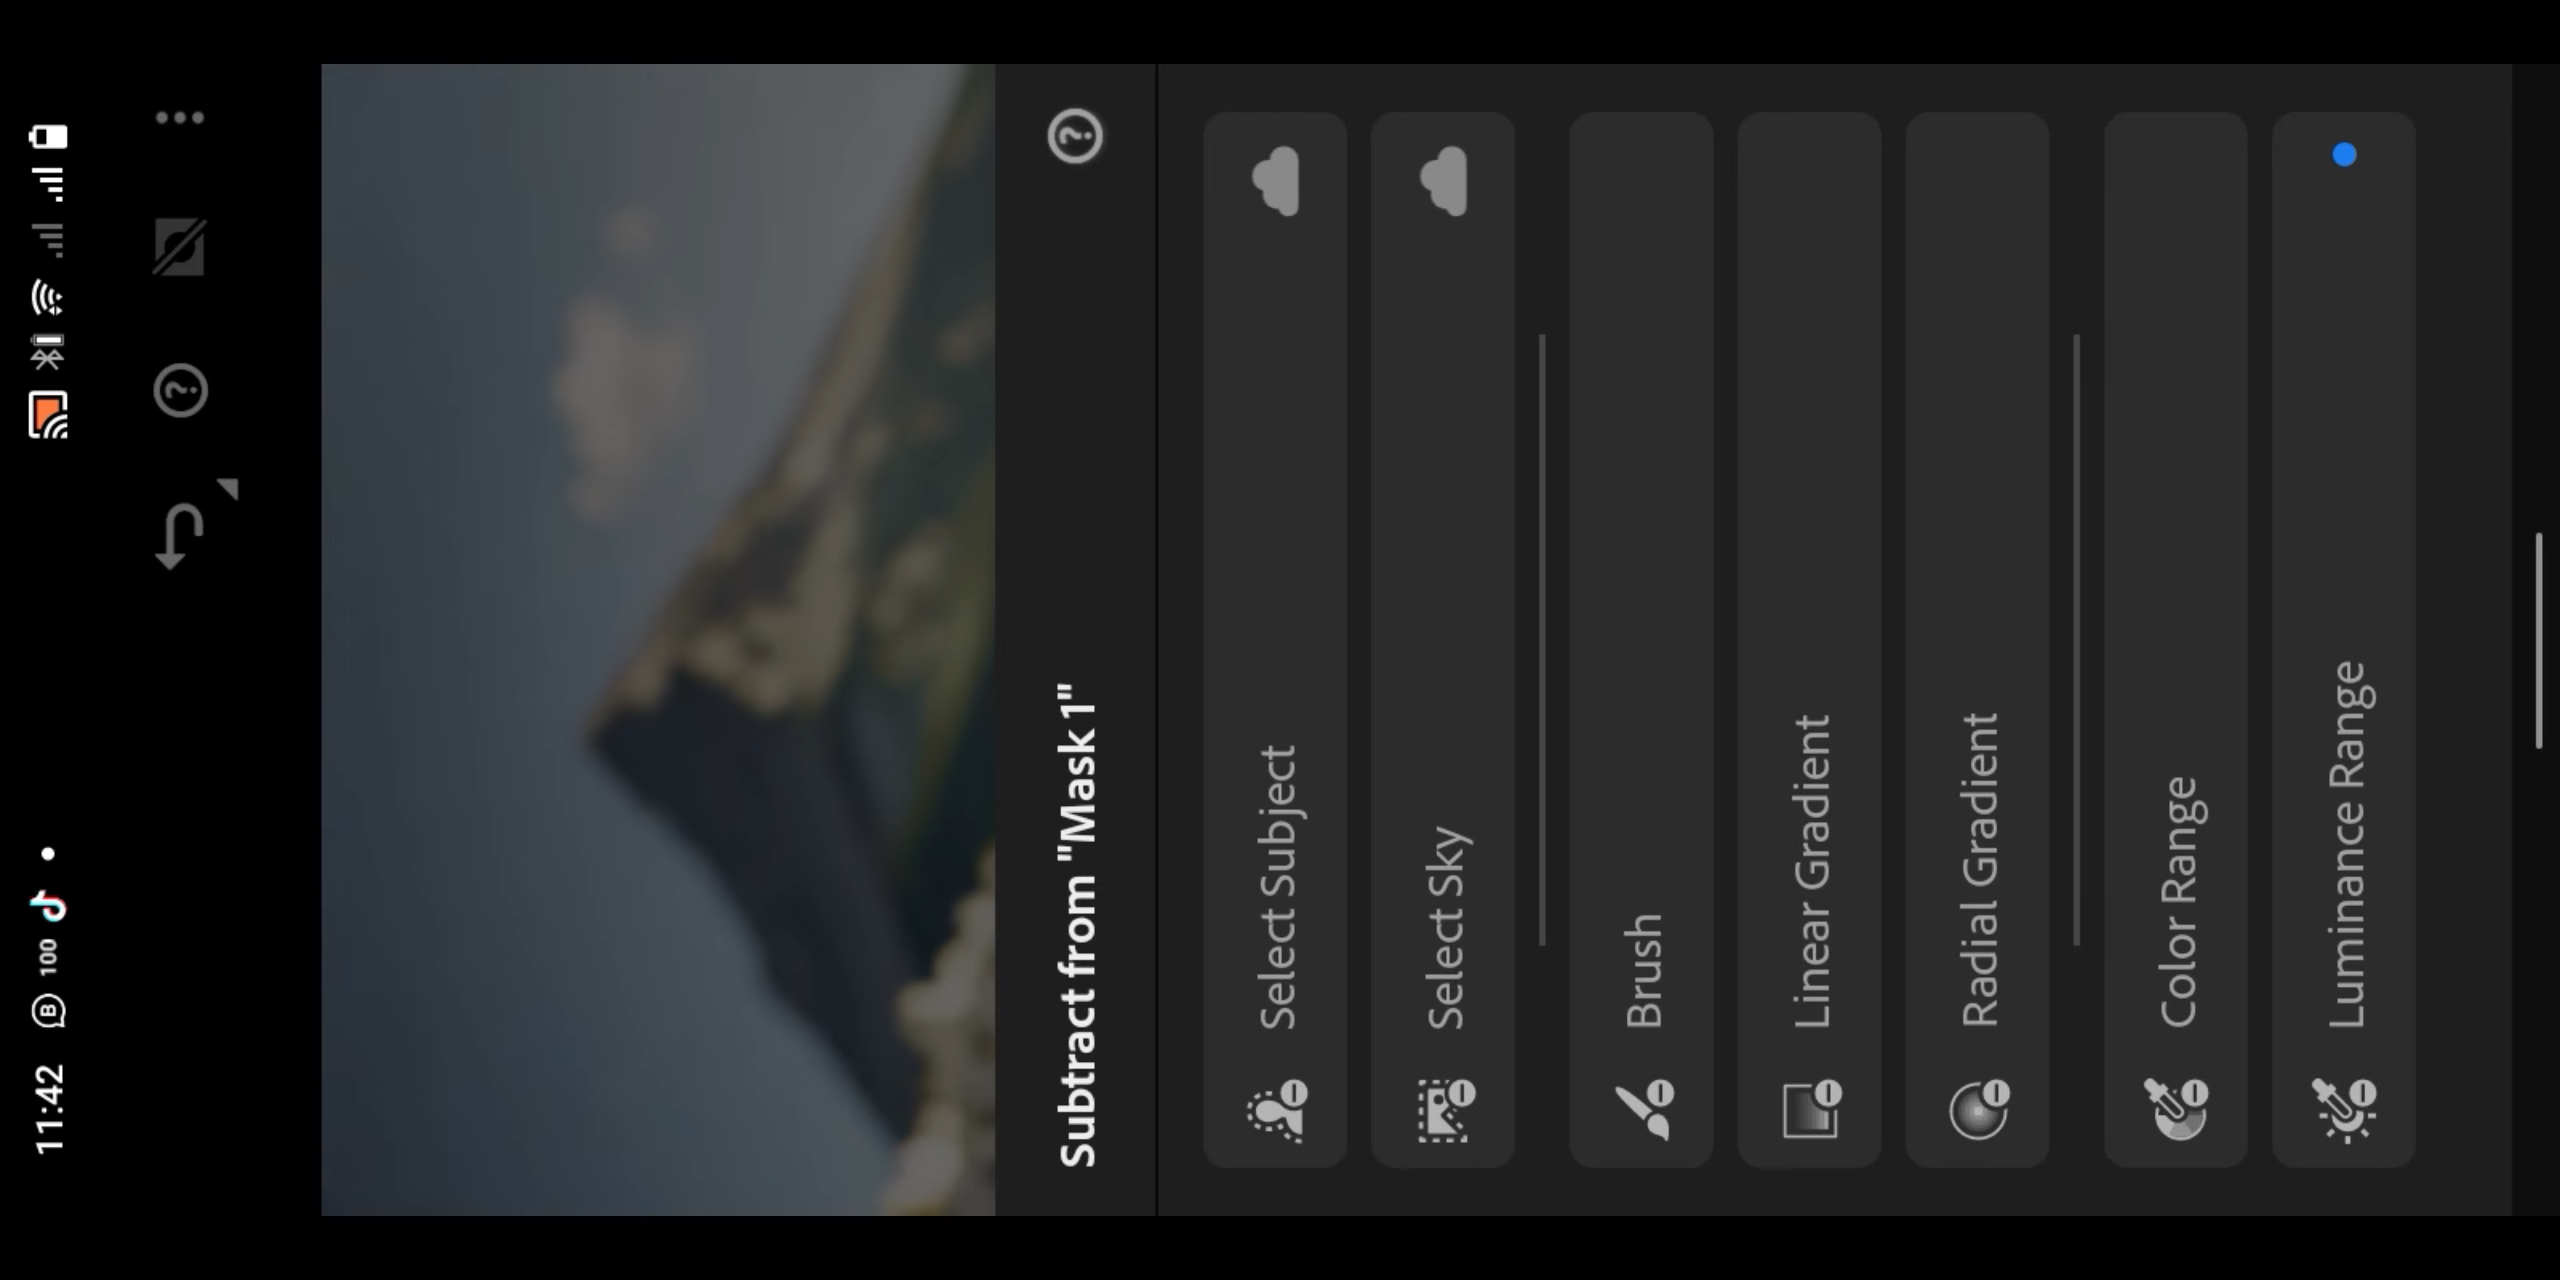 11:42
100
Subtract from "Mask 1"
Select Subject
Select Sky
Brush
Linear Gradient
Radial Gradient
Color Range
Luminance Range